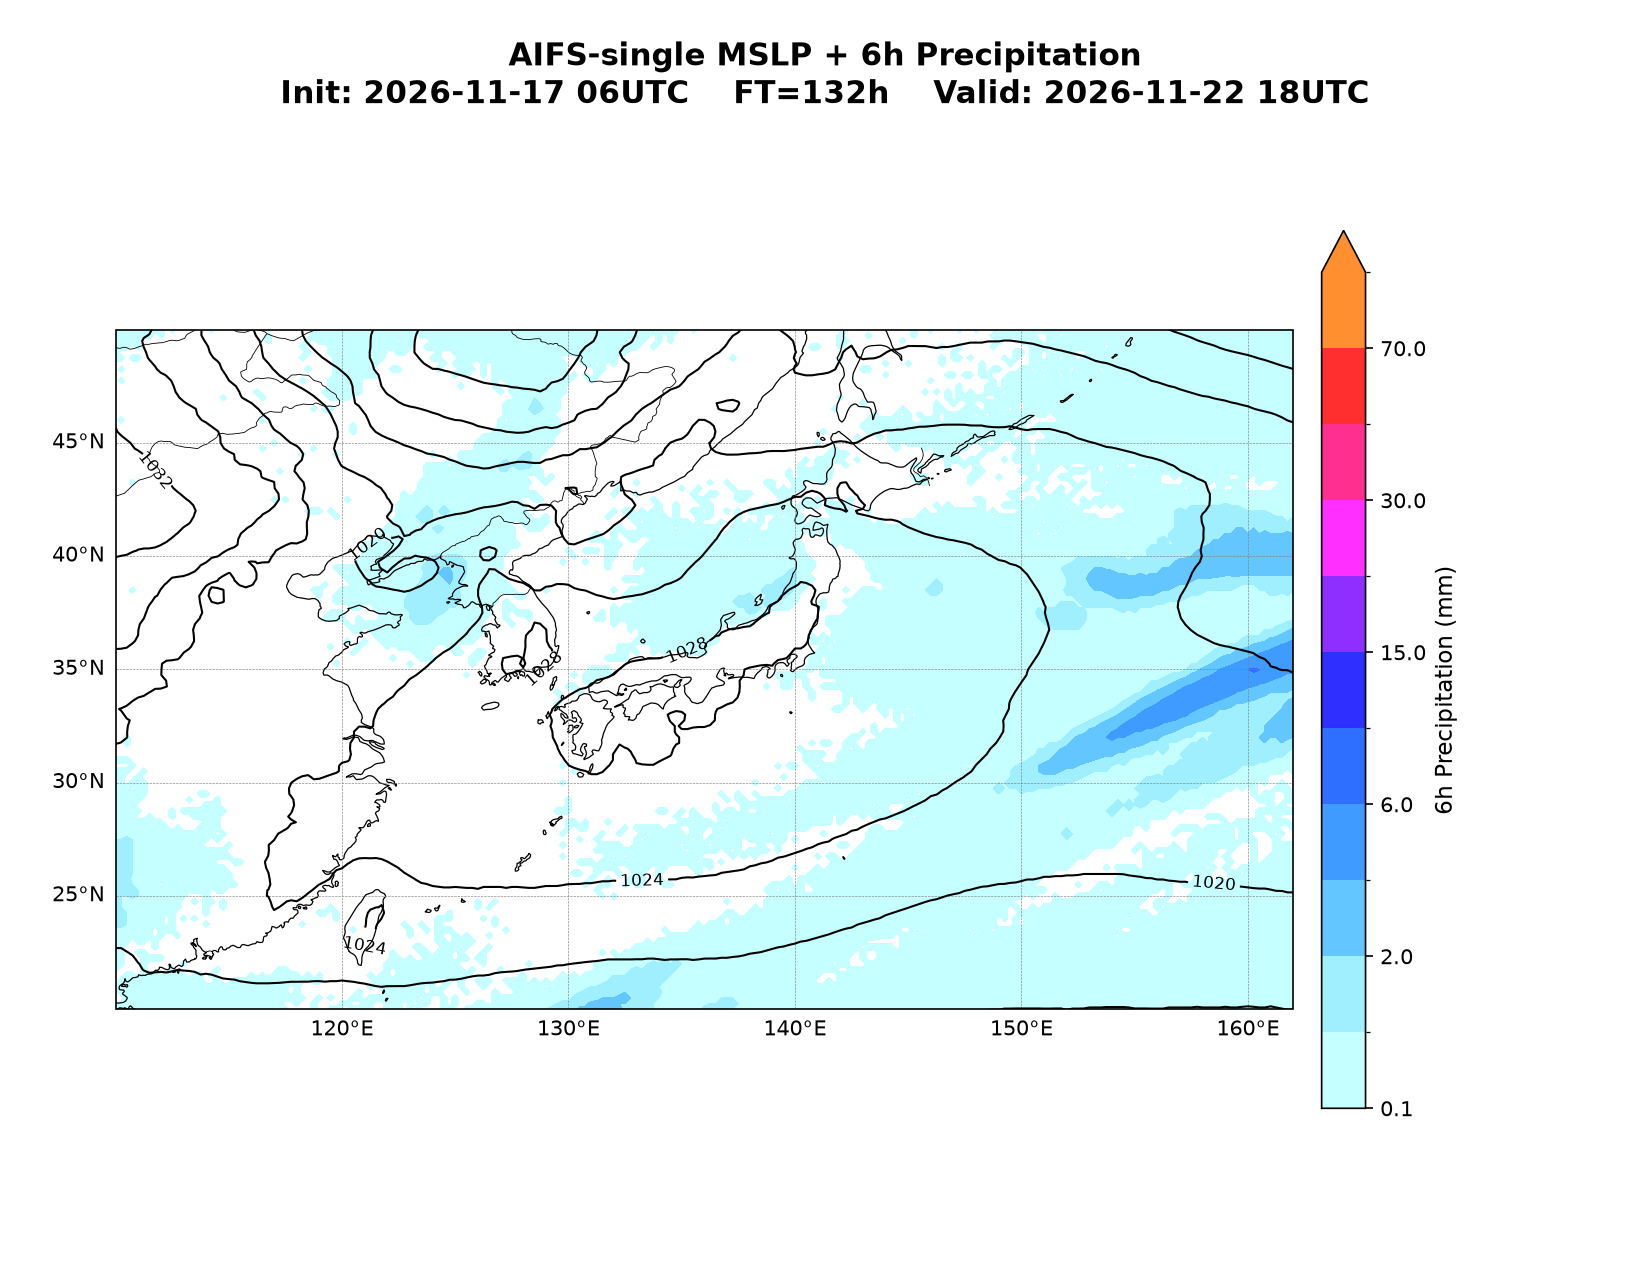 AIFS-single MSLP + 6h Precipitation
Init: 2026-11-17 06UTC    FT=132h    Valid: 2026-11-22 18UTC
70.0
30.0
15.0
6.0
2.0
0.1
6h Precipitation (mm)
45°N
40°N
35°N
30°N
25°N
120°E
130°E
140°E
150°E
160°E
1032
1020
1028
1028
1024
1020
1024